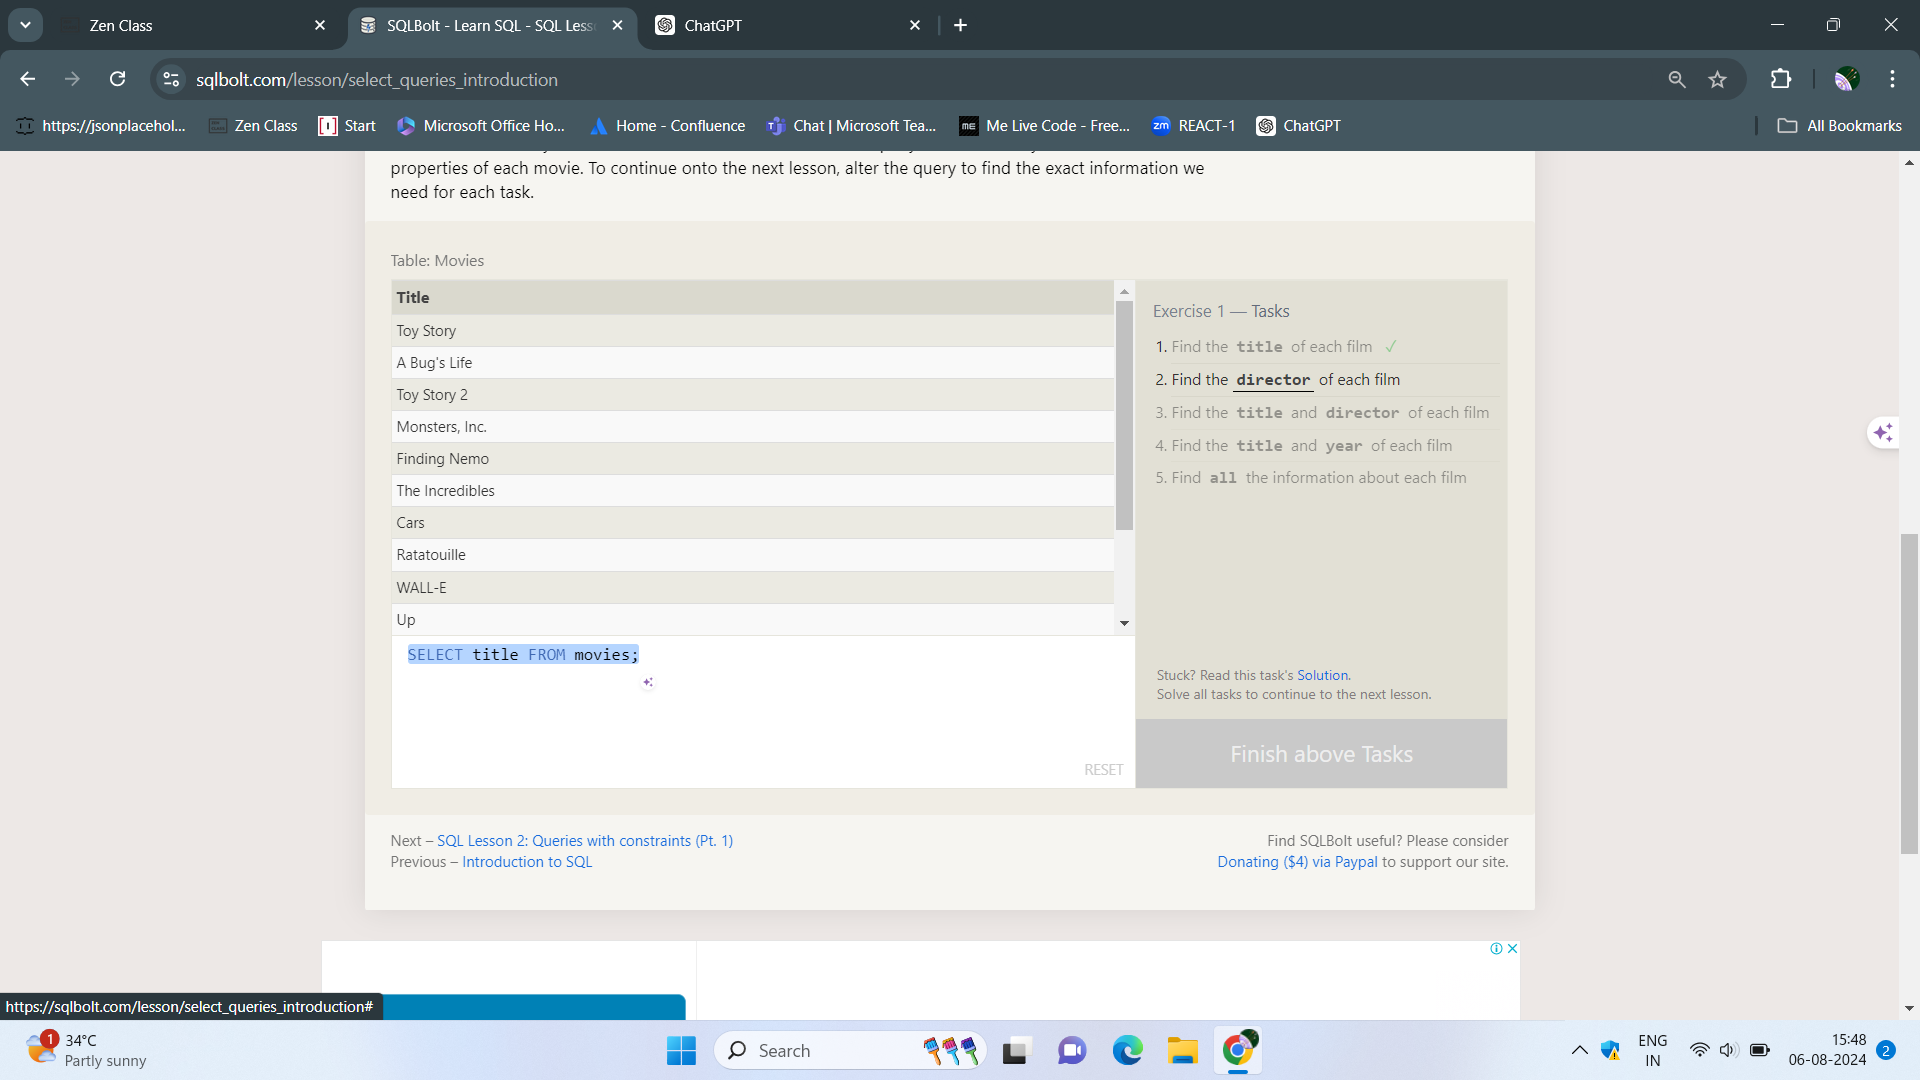 Zen Class
SQLBolt - Learn SQL - SQL Less
ChatGPT
sqlbolt.com/lesson/select_queries_introduction
https://jsonplacehol...
Zen Class
Start
Microsoft Office Ho...
Home - Confluence
Chat | Microsoft Tea...
Me Live Code - Free...
REACT-1
ChatGPT
All Bookmarks
properties of each movie. To continue onto the next lesson, alter the query to find the exact information we
need for each task.
Table: Movies
Title
Toy Story
A Bug's Life
Toy Story 2
Monsters, Inc.
Finding Nemo
The Incredibles
Cars
Ratatouille
WALL-E
Up
SELECT title FROM movies;
RESET
Exercise 1 — Tasks
1. Find the title of each film ✓
2. Find the director of each film
3. Find the title and director of each film
4. Find the title and year of each film
5. Find all the information about each film
Stuck? Read this task's Solution.
Solve all tasks to continue to the next lesson.
Finish above Tasks
Next – SQL Lesson 2: Queries with constraints (Pt. 1)
Previous – Introduction to SQL
Find SQLBolt useful? Please consider
Donating ($4) via Paypal to support our site.
https://sqlbolt.com/lesson/select_queries_introduction#
1
34°C
Partly sunny
Search
ENG
IN
15:48
06-08-2024
2